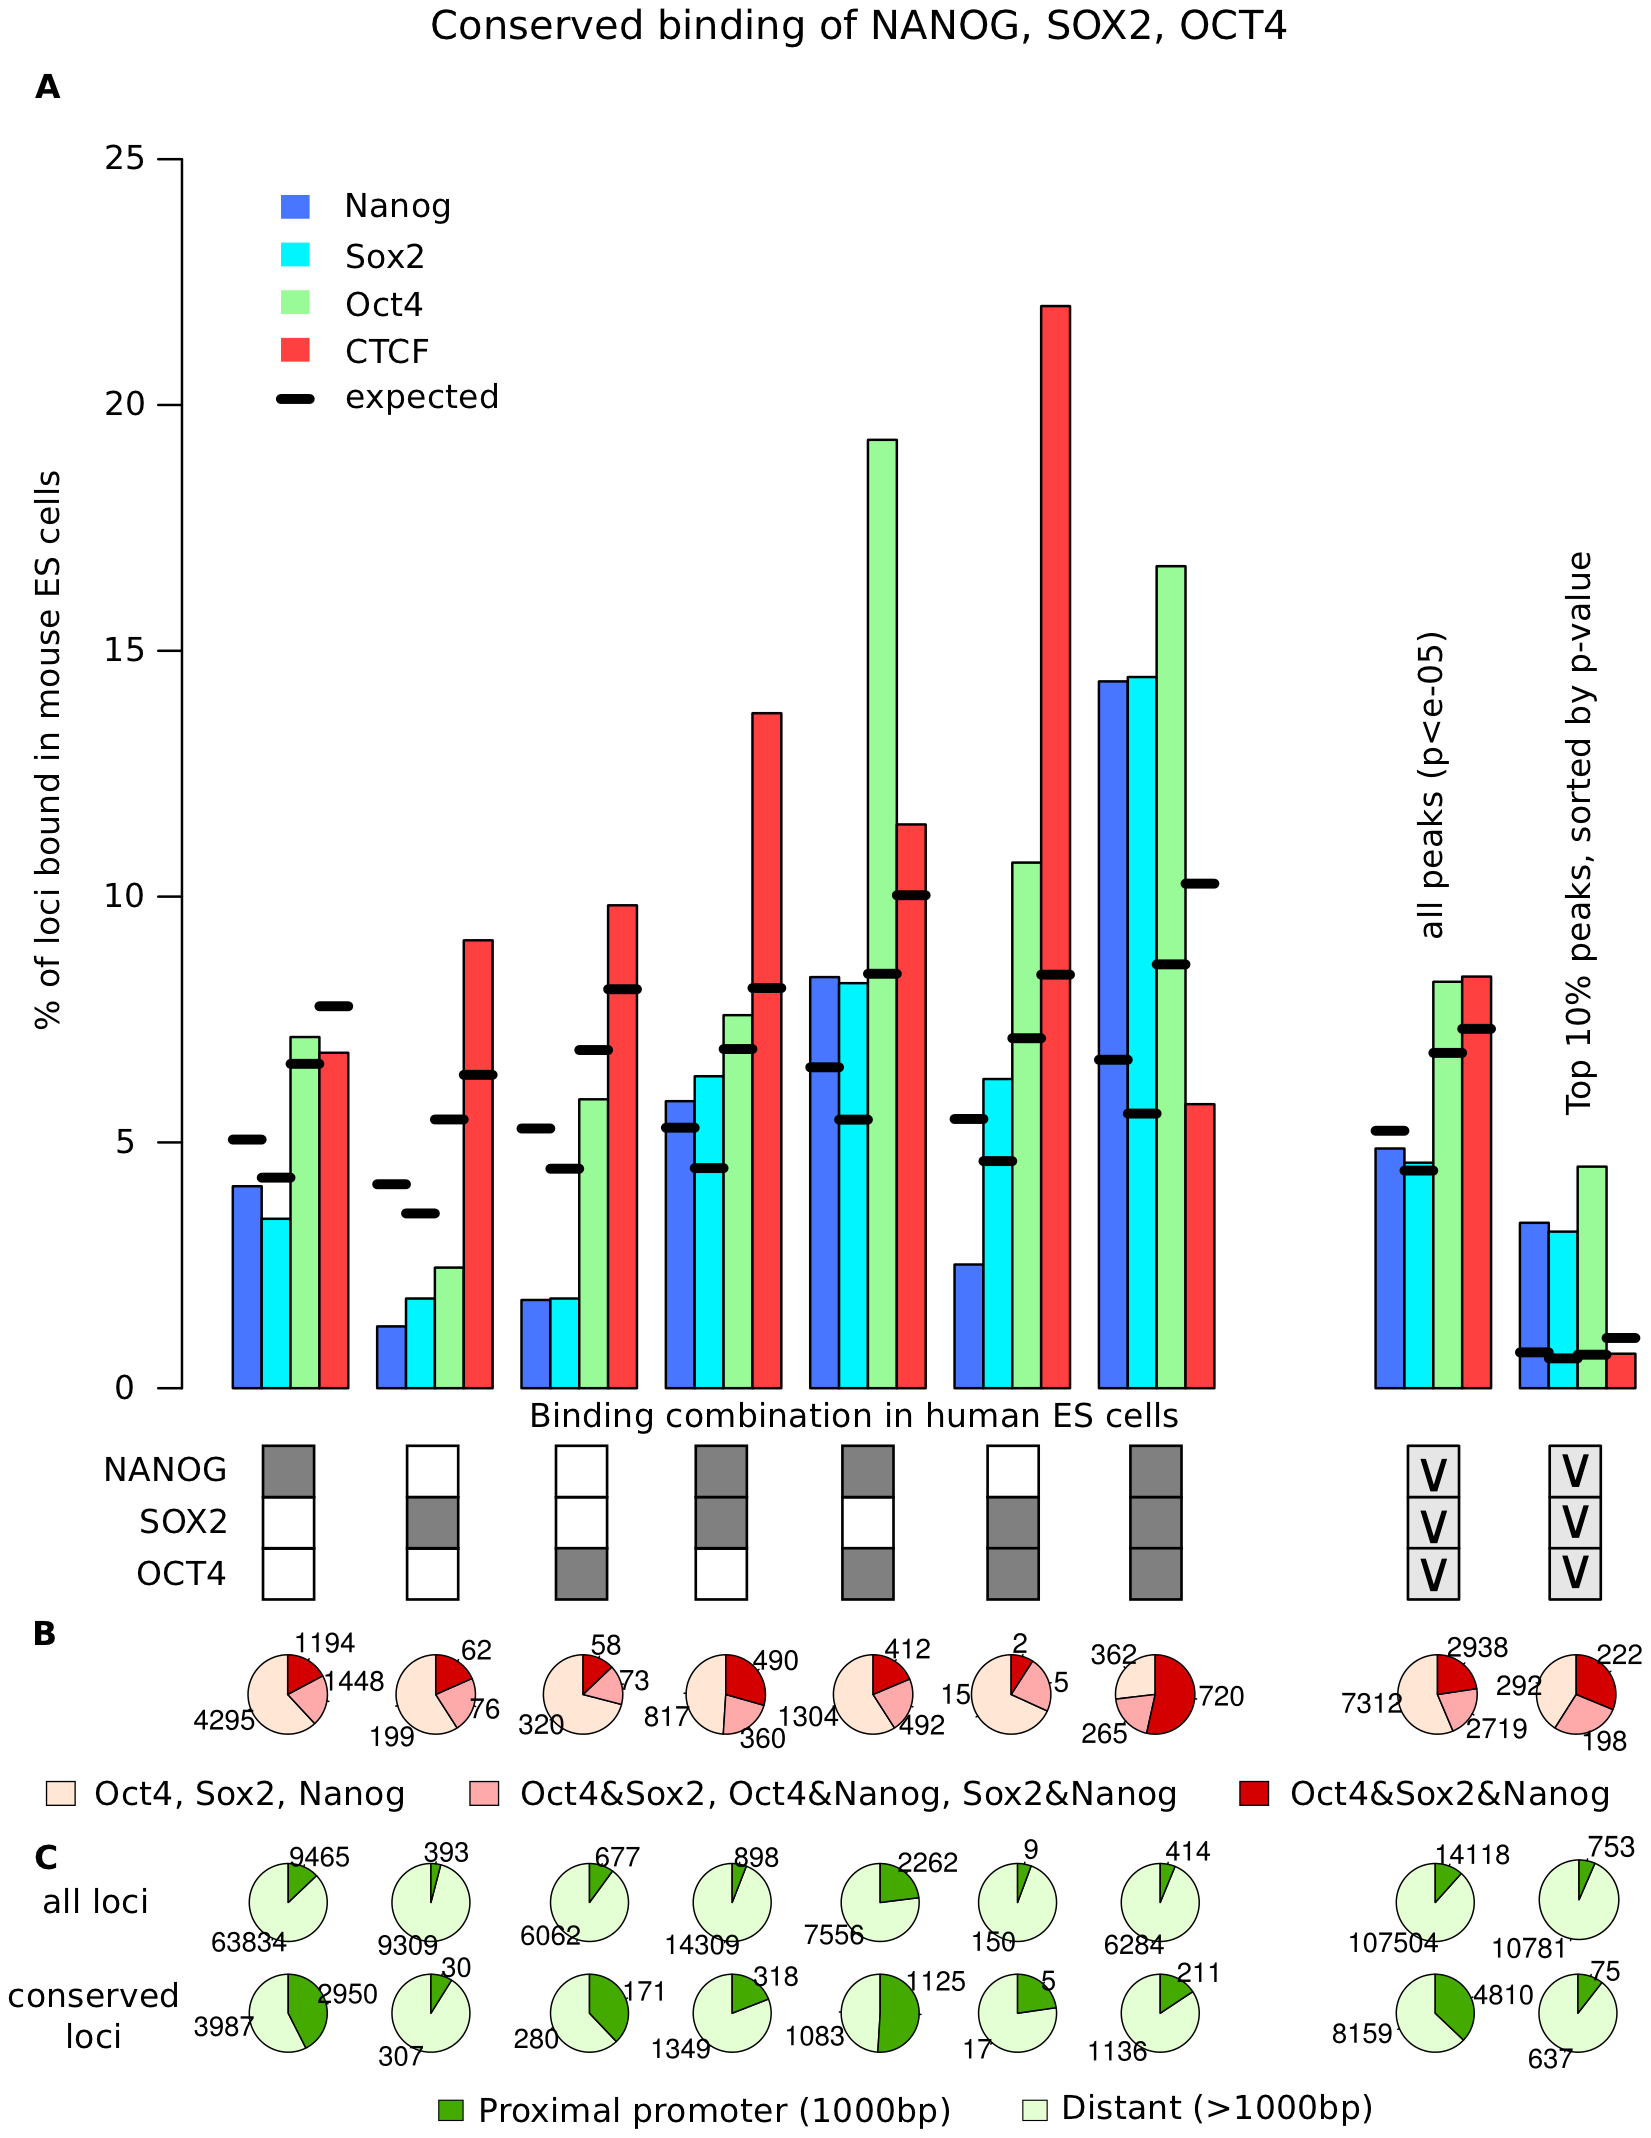 Conserved binding of NANOG, SOX2, OCT4
A
% of loci bound in mouse ES cells
25
20
15
10
5
0
Nanog
Sox2
Oct4
CTCF
expected
all peaks (p<e-05)
Top 10% peaks, sorted by p-value
Binding combination in human ES cells
NANOG V V
SOX2 V V
OCT4 V V
B
1194 1448 4295
62 76 199
58 73 320
490 360 817
412 492 1304
2 5 15
362 720 265
2938 2719 7312
222 198 292
Oct4, Sox2, Nanog Oct4&Sox2, Oct4&Nanog, Sox2&Nanog Oct4&Sox2&Nanog
C
all loci
9465 393 677 898 2262 9 414 14118 753
63834 9309 6062 14309 7556 150 6284 107504 10781
conserved
loci
2950 30 171 318 1125 5 211 4810 75
3987 307 280 1349 1083 17 1136 8159 637
Proximal promoter (1000bp) Distant (>1000bp)